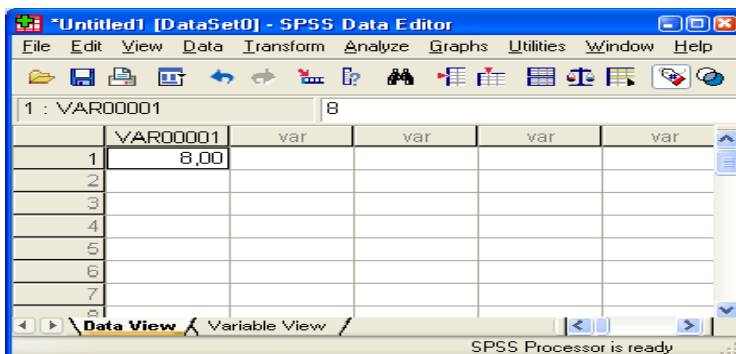 *Untitled1 [DataSet0] - SPSS Data Editor
File Edit View Data Transform Analyze Graphs Utilities Window Help
1 : VAR00001 8
VAR00001 var var var var
1 8,00
2
3
4
5
6
7
8
Data View Variable View
SPSS Processor is ready